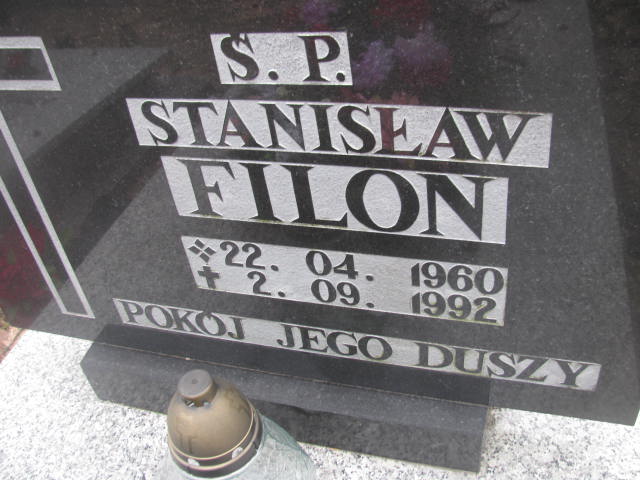 Ś. P.
STANISŁAW
FILON
22. 04. 1960
2. 09. 1992
POKÓJ JEGO DUSZY